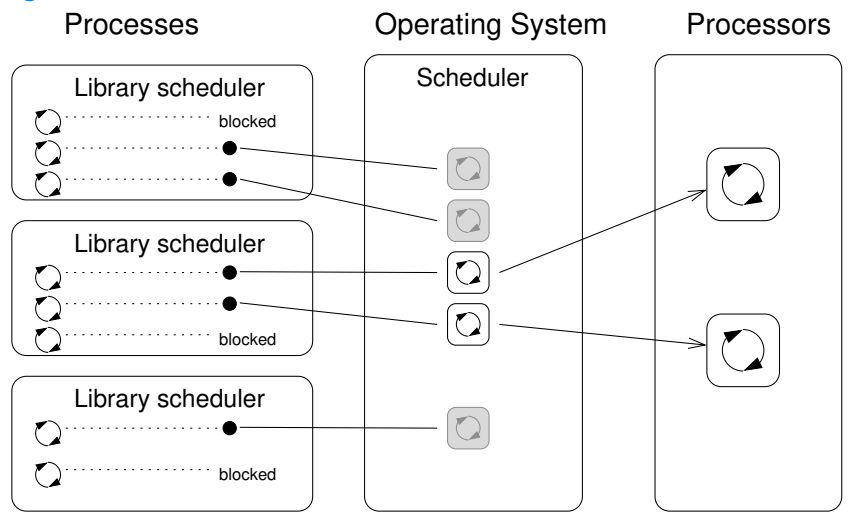 Processes
Operating System
Processors
Library scheduler
blocked
Library scheduler
blocked
Library scheduler
blocked
Scheduler